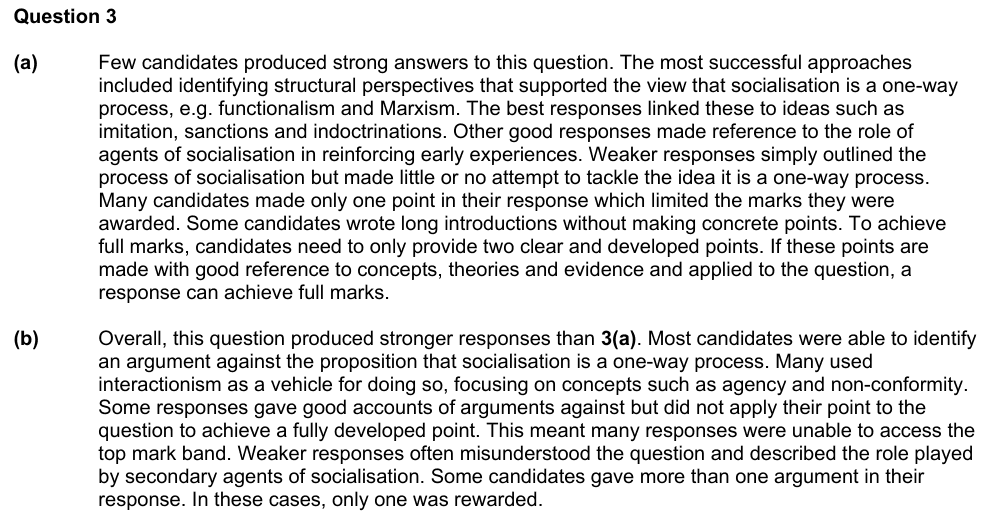 Question 3
(a) Few candidates produced strong answers to this question. The most successful approaches
included identifying structural perspectives that supported the view that socialisation is a one-way
process, e.g. functionalism and Marxism. The best responses linked these to ideas such as
imitation, sanctions and indoctrinations. Other good responses made reference to the role of
agents of socialisation in reinforcing early experiences. Weaker responses simply outlined the
process of socialisation but made little or no attempt to tackle the idea it is a one-way process.
Many candidates made only one point in their response which limited the marks they were
awarded. Some candidates wrote long introductions without making concrete points. To achieve
full marks, candidates need to only provide two clear and developed points. If these points are
made with good reference to concepts, theories and evidence and applied to the question, a
response can achieve full marks.
(b) Overall, this question produced stronger responses than 3(a). Most candidates were able to identify
an argument against the proposition that socialisation is a one-way process. Many used
interactionism as a vehicle for doing so, focusing on concepts such as agency and non-conformity.
Some responses gave good accounts of arguments against but did not apply their point to the
question to achieve a fully developed point. This meant many responses were unable to access the
top mark band. Weaker responses often misunderstood the question and described the role played
by secondary agents of socialisation. Some candidates gave more than one argument in their
response. In these cases, only one was rewarded.